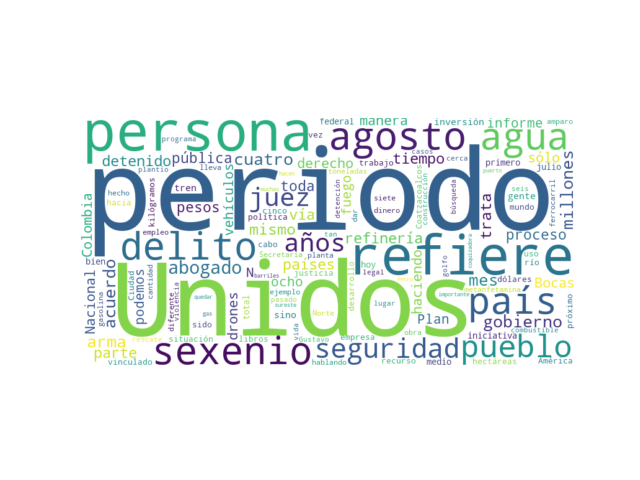 federal manera inversión informe amparo
persona agosto agua
programa vez casos cerca primero sólo
detenido pública cuatro derecho trabajo tiempo
plantío lleva toda haces toneladas puerto
periodo
hecho tren juez siete detención búsqueda seis gente
hacia kilógramos pesos vehículos política cinco vía fuego dar dinero Coatzacoalcos construcción trata mundo ferrocarril millones
Colombia empleo mismo tan proceso
delito años refinería refiere
cabo Secretaría planta uso
Nacional acuerdo ciudad cantidad abogado N países justicia desarrollo legal haciendo mes golfo dólares
gasolina podemos barriles ocho ejemplo metanfetamina Bocas
Unidos país
diferente violencia quedar drones total pasado sureste lugar importante próximo
sido gas sino Norte Plan gobierno combustible
arma situación libros vida Gustavo empresa obra iniciativa
parte rescate sexenio seguridad pueblo
vinculado hablando recurso medio hectáreas América
río hoy bien julio